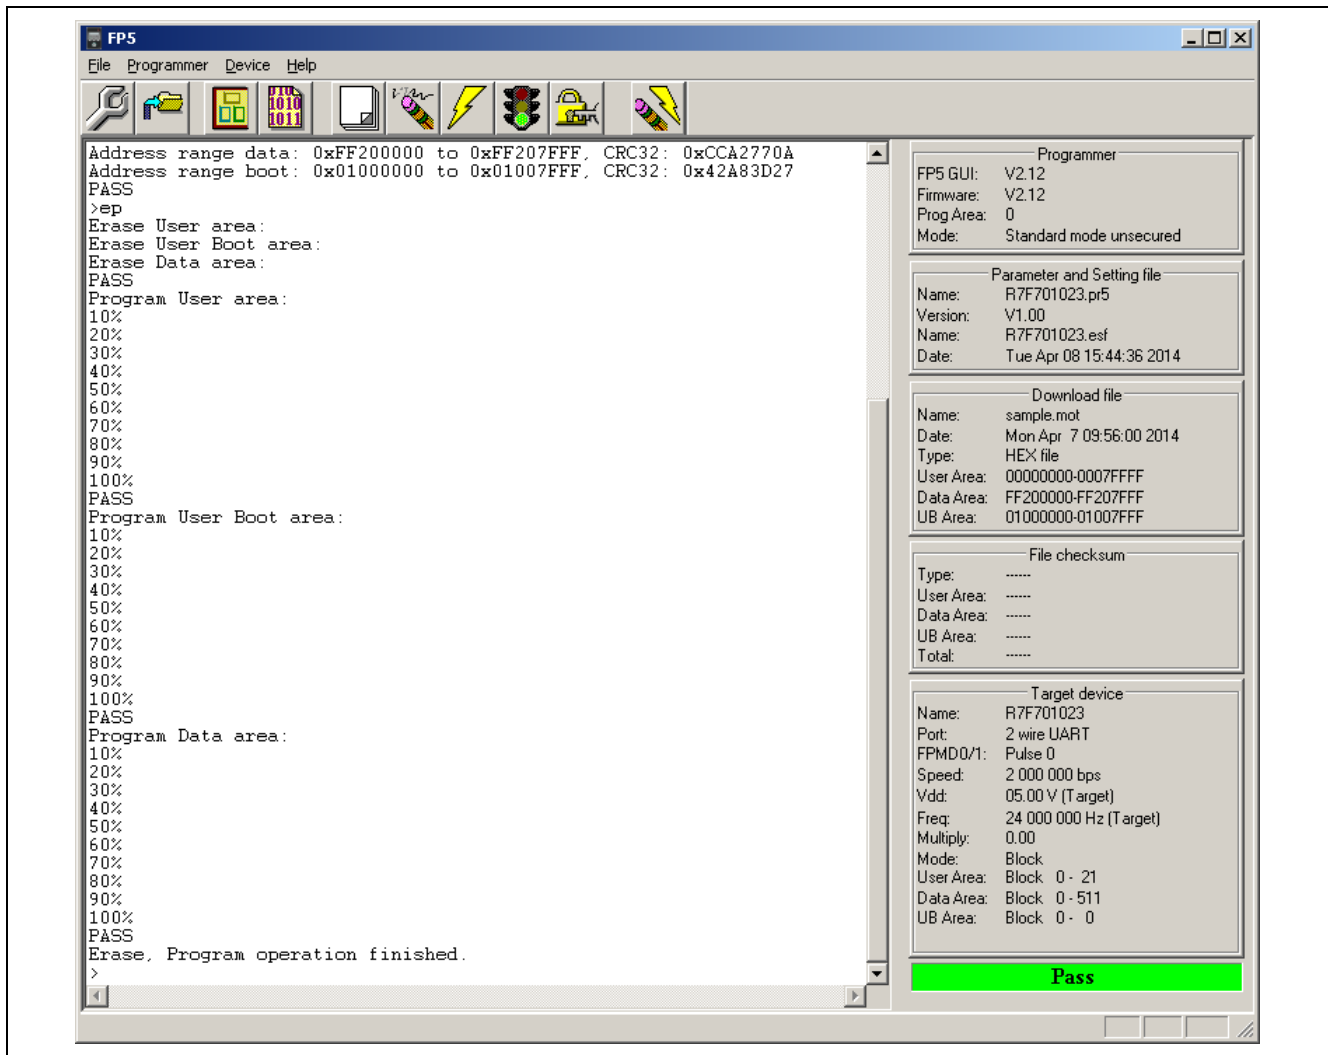 FP5
File Programmer Device Help
Address range data: 0xFF200000 to 0xFF207FFF, CRC32: 0xCCA2770A
Address range boot: 0x01000000 to 0x01007FFF, CRC32: 0x42A83D27
PASS
>ep
Erase User area:
Erase User Boot area:
Erase Data area:
PASS
Program User area:
10%
20%
30%
40%
50%
60%
70%
80%
90%
100%
PASS
Program User Boot area:
10%
20%
30%
40%
50%
60%
70%
80%
90%
100%
PASS
Program Data area:
10%
20%
30%
40%
50%
60%
70%
80%
90%
100%
PASS
Erase, Program operation finished.
>
Programmer
FP5 GUI: V2.12
Firmware: V2.12
Prog Area: 0
Mode: Standard mode unsecured
Parameter and Setting file
Name: R7F701023.pr5
Version: V1.00
Name: R7F701023.esf
Date: Tue Apr 08 15:44:36 2014
Download file
Name: sample.mot
Date: Mon Apr 7 09:56:00 2014
Type: HEX file
User Area: 00000000-0007FFFF
Data Area: FF200000-FF207FFF
UB Area: 01000000-01007FFF
File checksum
Type: ------
User Area: ------
Data Area: ------
UB Area: ------
Total: ------
Target device
Name: R7F701023
Port: 2 wire UART
FPMD0/1: Pulse 0
Speed: 2 000 000 bps
Vdd: 05.00 V (Target)
Freq: 24 000 000 Hz (Target)
Multiply: 0.00
Mode: Block
User Area: Block 0 - 21
Data Area: Block 0 - 511
UB Area: Block 0 - 0
Pass